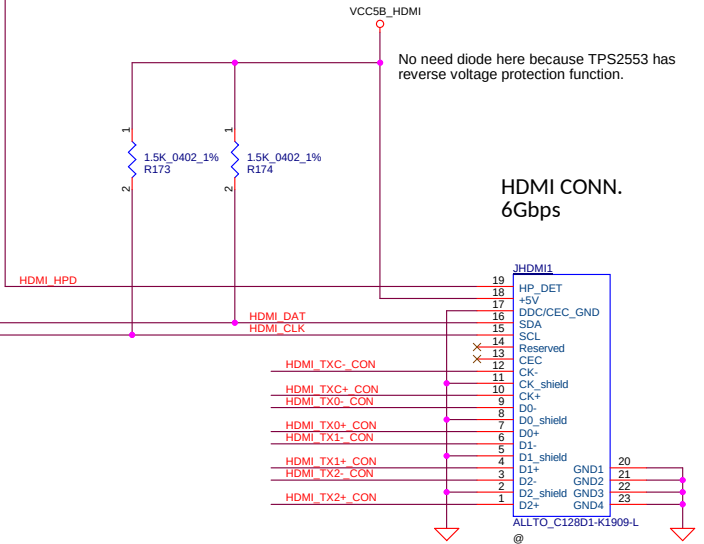 VCC5B_HDMI
No need diode here because TPS2553 has
reverse voltage protection function.
1
1
1.5K_0402_1%
R173
1.5K_0402_1%
R174
2
2
HDMI CONN.
6Gbps
JHDMI1
HDMI_HPD
19
HP_DET
18
+5V
17
DDC/CEC_GND
HDMI_DAT
16
SDA
HDMI_CLK
15
SCL
14
Reserved
13
CEC
HDMI_TXC-_CON
12
CK-
11
CK_shield
HDMI_TXC+_CON
10
CK+
HDMI_TX0-_CON
9
D0-
8
D0_shield
HDMI_TX0+_CON
7
D0+
HDMI_TX1-_CON
6
D1-
5
D1_shield
HDMI_TX1+_CON
4
D1+
GND1
20
HDMI_TX2-_CON
3
D2-
GND2
21
2
D2_shield
GND3
22
HDMI_TX2+_CON
1
D2+
GND4
23
ALLTO_C128D1-K1909-L
@